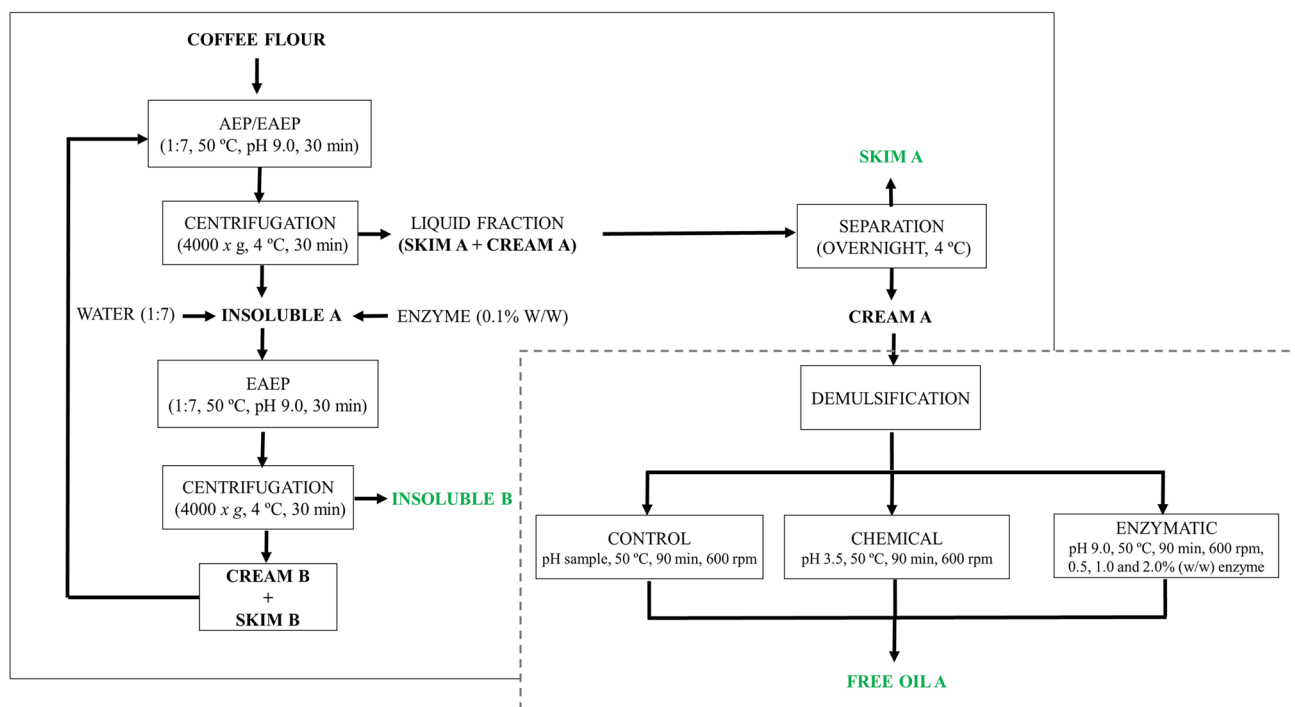 COFFEE FLOUR
AEP/EAEP
(1:7, 50 ºC, pH 9.0, 30 min)
CENTRIFUGATION
(4000 x g, 4 ºC, 30 min)
LIQUID FRACTION
(SKIM A + CREAM A)
SKIM A
SEPARATION
(OVERNIGHT, 4 ºC)
CREAM A
WATER (1:7)
INSOLUBLE A
ENZYME (0.1% W/W)
EAEP
(1:7, 50 ºC, pH 9.0, 30 min)
CENTRIFUGATION
(4000 x g, 4 ºC, 30 min)
INSOLUBLE B
CREAM B
+
SKIM B
DEMULSIFICATION
CONTROL
pH sample, 50 ºC, 90 min, 600 rpm
CHEMICAL
pH 3.5, 50 ºC, 90 min, 600 rpm
ENZYMATIC
pH 9.0, 50 ºC, 90 min, 600 rpm,
0.5, 1.0 and 2.0% (w/w) enzyme
FREE OIL A